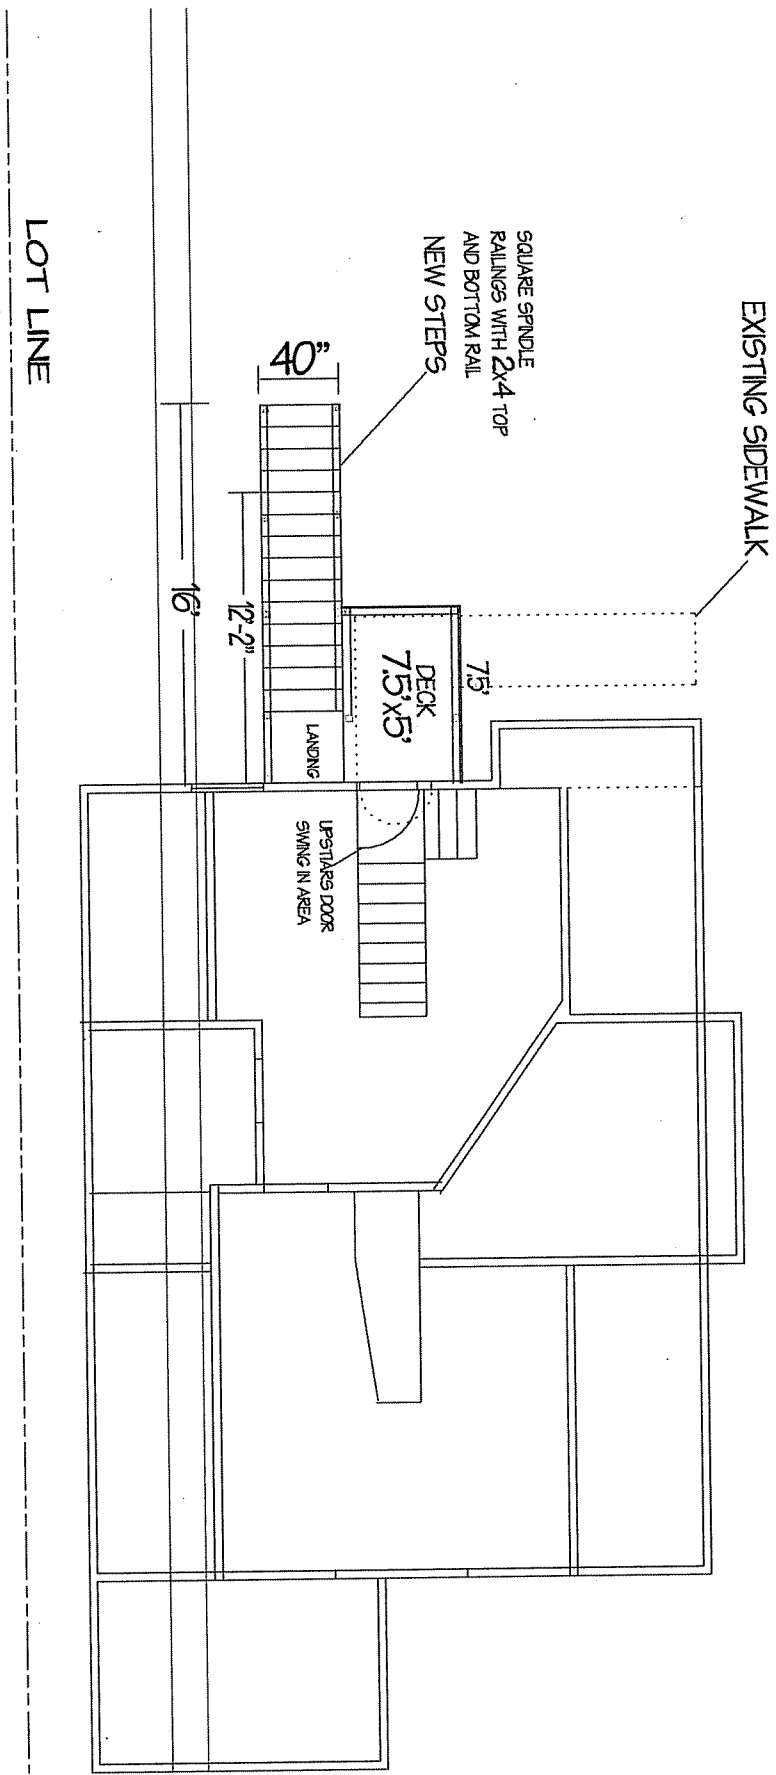 EXISTING SIDEWALK
SQUARE SPINDLE
RAILINGS WITH 2x4 TOP
AND BOTTOM RAIL
NEW STEPS
40"
7.5'
DECK
7.5'x5'
12'-2"
16'
LANDING
UPSTIARS DOOR
SWING IN AREA
LOT LINE